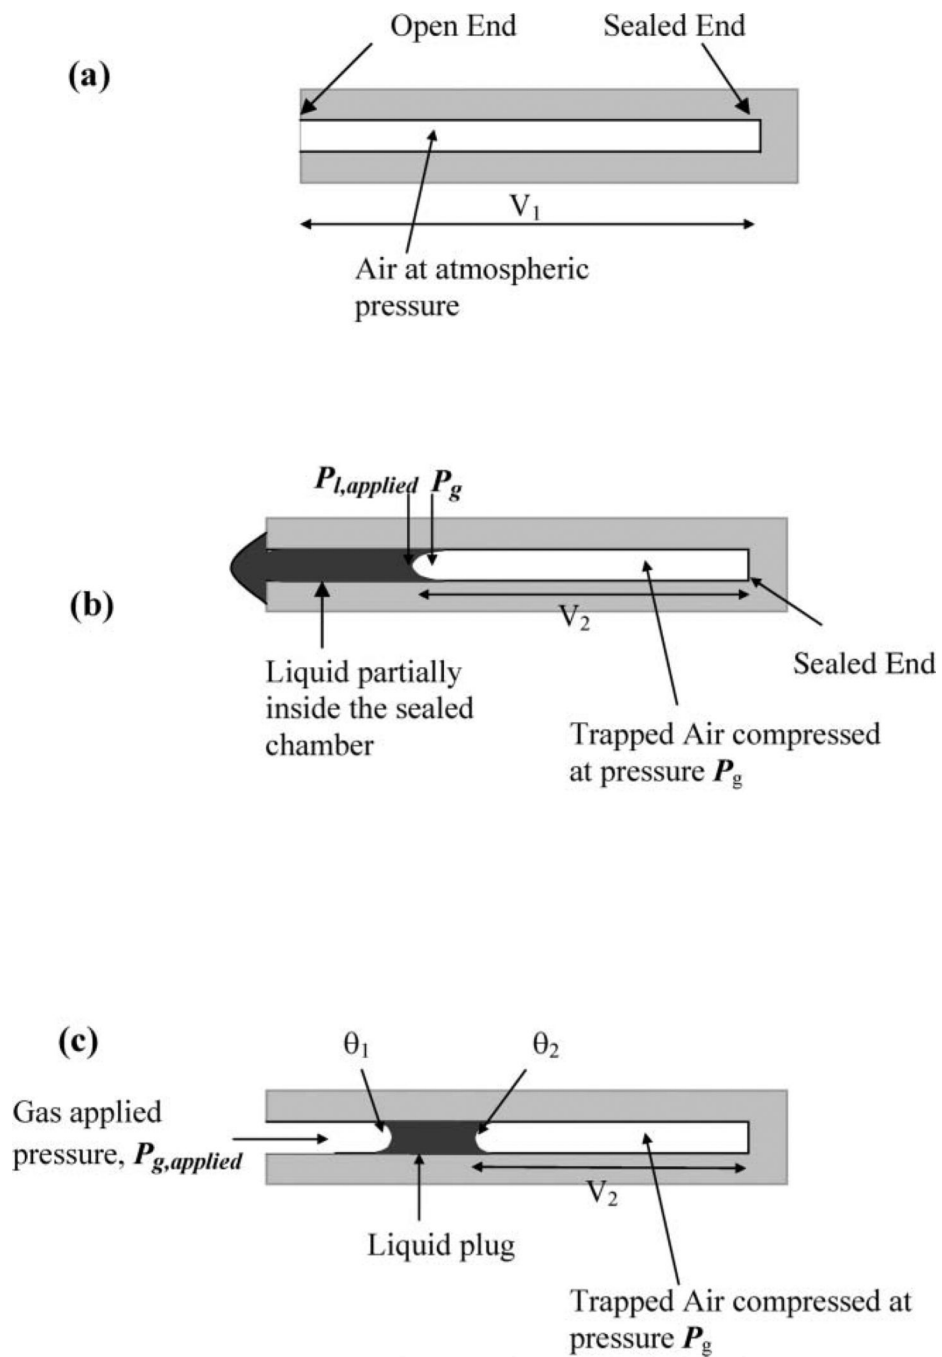 Open End
Sealed End
(a)
V1
Air at atmospheric
pressure
Pl,applied
Pg
(b)
V2
Sealed End
Liquid partially
inside the sealed
chamber
Trapped Air compressed
at pressure Pg
(c)
θ1
θ2
Gas applied
pressure, Pg,applied
V2
Liquid plug
Trapped Air compressed at
pressure Pg